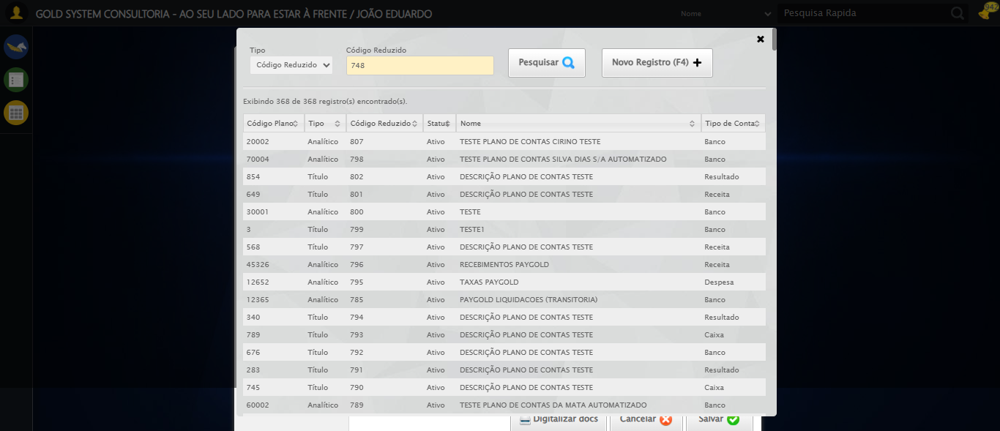 GOLD SYSTEM CONSULTORIA - AO SEU LADO PARA ESTAR À FRENTE / JOÃO EDUARDO
Nome
Pesquisa Rapida
942
Tipo
Código Reduzido
Código Reduzido
748
Pesquisar
Novo Registro (F4)
Exibindo 368 de 368 registro(s) encontrado(s).
Código Plano Tipo Código Reduzido Status Nome Tipo de Conta
20002 Analítico 807 Ativo TESTE PLANO DE CONTAS CIRINO TESTE Banco
70004 Analítico 798 Ativo TESTE PLANO DE CONTAS SILVA DIAS S/A AUTOMATIZADO Banco
854 Título 802 Ativo DESCRIÇÃO PLANO DE CONTAS TESTE Resultado
649 Título 801 Ativo DESCRIÇÃO PLANO DE CONTAS TESTE Receita
30001 Analítico 800 Ativo TESTE Banco
3 Título 799 Ativo TESTE1 Banco
568 Título 797 Ativo DESCRIÇÃO PLANO DE CONTAS TESTE Receita
45326 Analítico 796 Ativo RECEBIMENTOS PAYGOLD Receita
12652 Analítico 795 Ativo TAXAS PAYGOLD Despesa
12365 Analítico 785 Ativo PAYGOLD LIQUIDACOES (TRANSITORIA) Banco
340 Título 794 Ativo DESCRIÇÃO PLANO DE CONTAS TESTE Resultado
789 Título 793 Ativo DESCRIÇÃO PLANO DE CONTAS TESTE Caixa
676 Título 792 Ativo DESCRIÇÃO PLANO DE CONTAS TESTE Banco
283 Título 791 Ativo DESCRIÇÃO PLANO DE CONTAS TESTE Resultado
745 Título 790 Ativo DESCRIÇÃO PLANO DE CONTAS TESTE Caixa
60002 Analítico 789 Ativo TESTE PLANO DE CONTAS DA MATA AUTOMATIZADO Banco
Digitalizar docs
Cancelar
Salvar